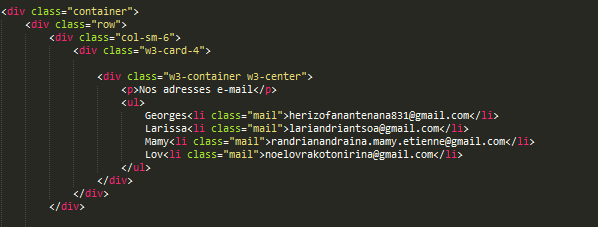 <div class="container">
<div class="row">
<div class="col-sm-6">
<div class="w3-card-4">
<div class="w3-container w3-center">
<p>Nos adresses e-mail</p>
<ul>
Georges<li class="mail">herizofanantenana831@gmail.com</li>
Larissa<li class="mail">lariandriantsoa@gmail.com</li>
Mamy<li class="mail">randrianandraina.mamy.etienne@gmail.com</li>
Lov<li class="mail">noelovrakotonirina@gmail.com</li>
</ul>
</div>
</div>
</div>